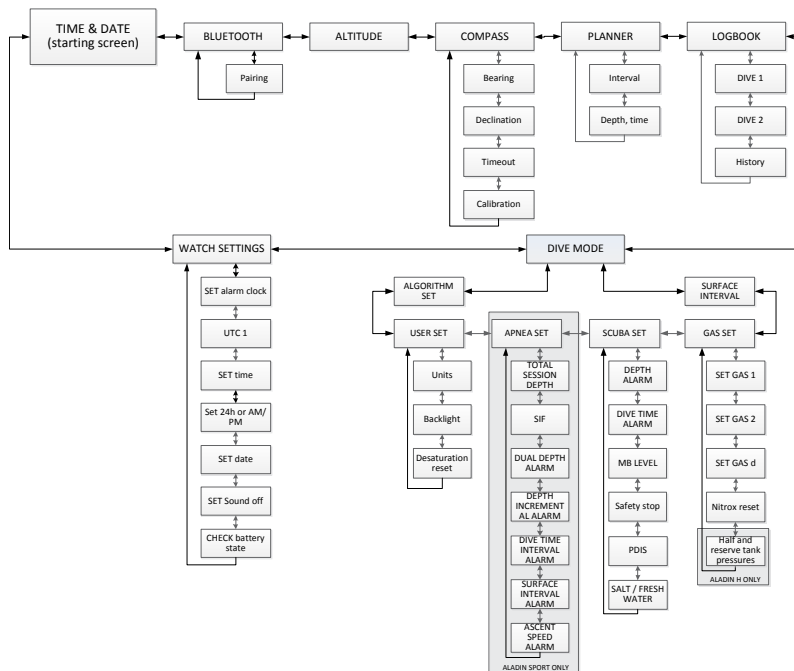 TIME & DATE
(starting screen)
BLUETOOTH
ALTITUDE
COMPASS
PLANNER
LOGBOOK
Pairing
Bearing
Declination
Timeout
Calibration
Interval
Depth, time
DIVE 1
DIVE 2
History
WATCH SETTINGS
DIVE MODE
SET alarm clock
UTC 1
SET time
Set 24h or AM/
PM
SET date
SET Sound off
CHECK battery
state
ALGORITHM
SET
SURFACE
INTERVAL
USER SET
APNEA SET
SCUBA SET
GAS SET
Units
Backlight
Desaturation
reset
TOTAL
SESSION
DEPTH
SIF
DUAL DEPTH
ALARM
DEPTH
INCREMENT
AL ALARM
DIVE TIME
INTERVAL
ALARM
SURFACE
INTERVAL
ALARM
ASCENT
SPEED
ALARM
ALADIN SPORT ONLY
DEPTH
ALARM
DIVE TIME
ALARM
MB LEVEL
Safety stop
PDIS
SALT / FRESH
WATER
SET GAS 1
SET GAS 2
SET GAS d
Nitrox reset
Half and
reserve tank
pressures
ALADIN H ONLY